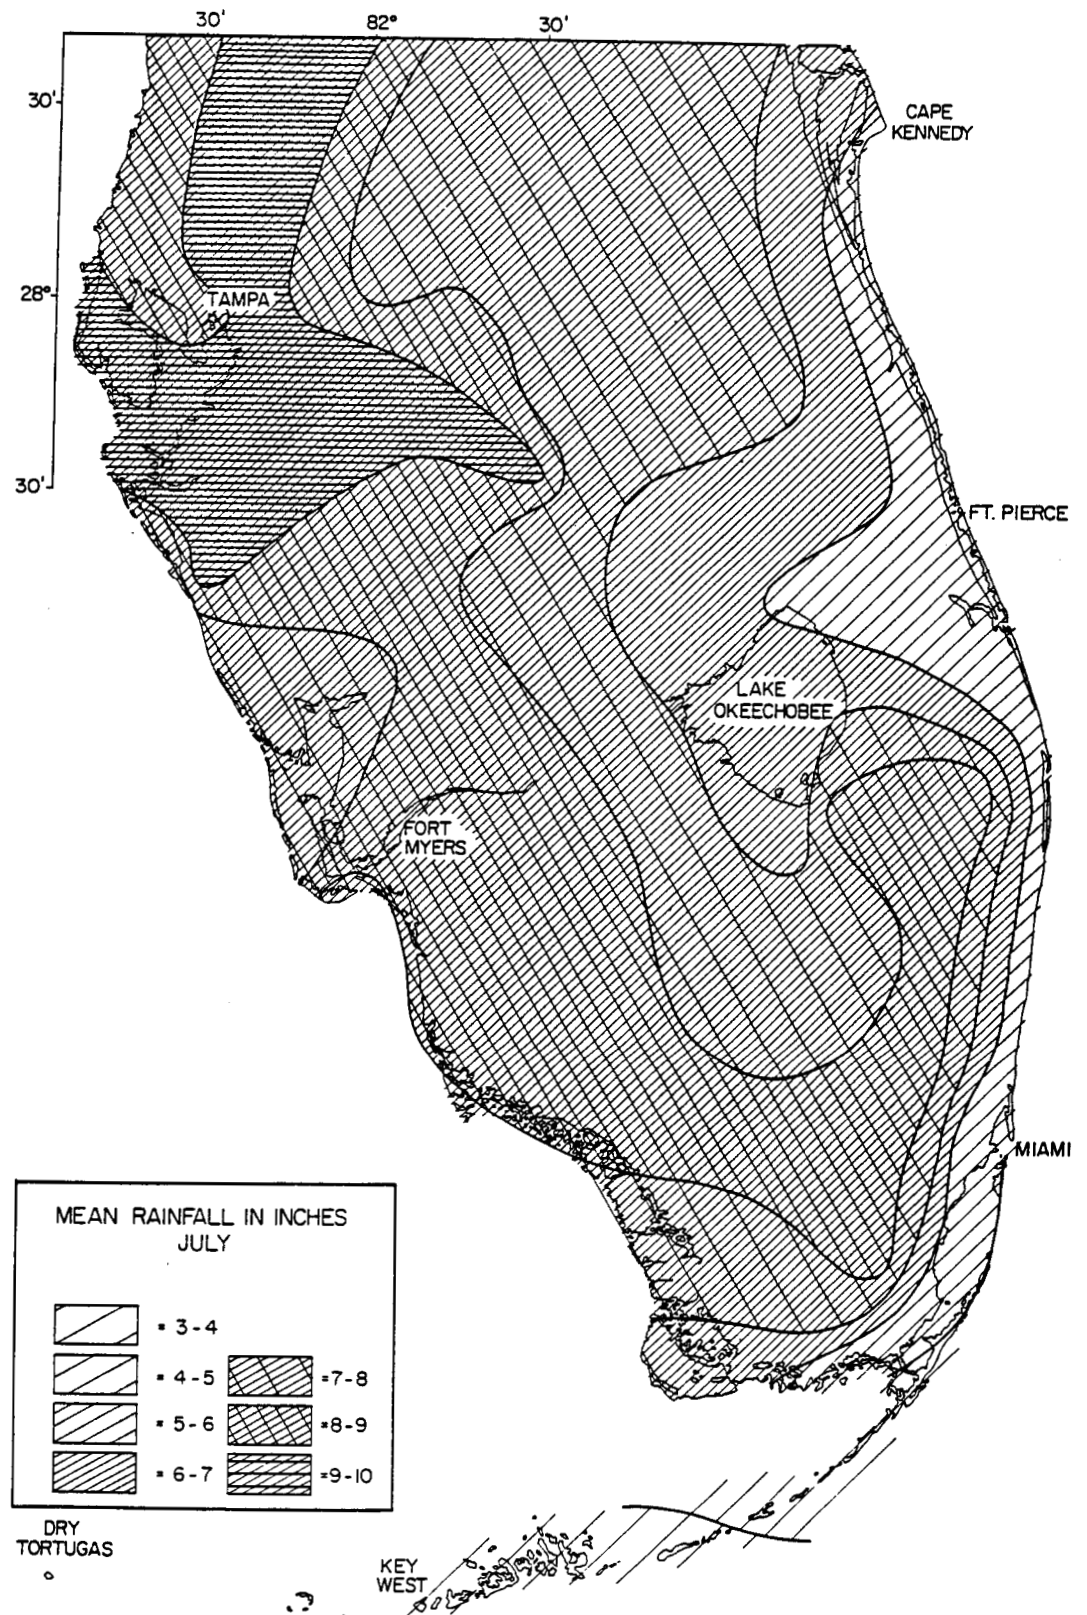 30' 82° 30'
30'
CAPE
KENNEDY
28°
TAMPA
30'
FT. PIERCE
LAKE
OKEECHOBEE
FORT
MYERS
MIAMI
MEAN RAINFALL IN INCHES
JULY
= 3-4
= 4-5 =7-8
= 5-6 =8-9
= 6-7 =9-10
DRY
TORTUGAS
KEY
WEST